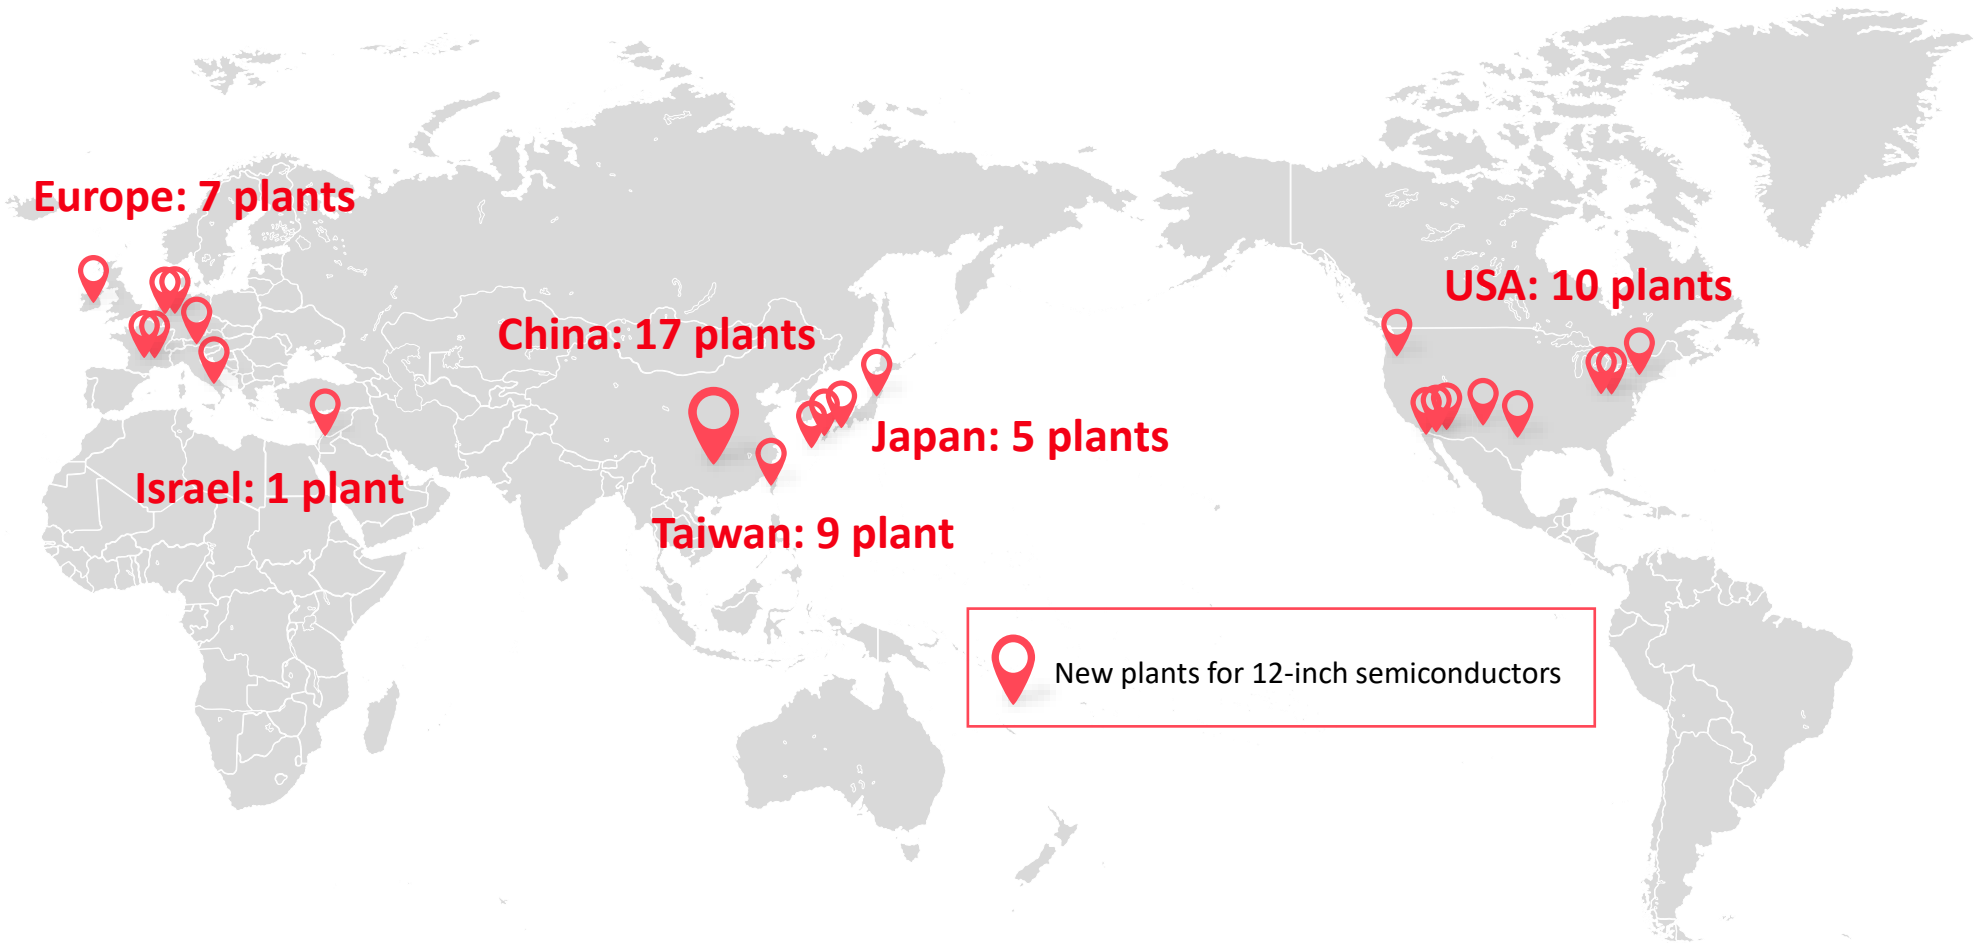 Europe: 7 plants
USA: 10 plants
China: 17 plants
Japan: 5 plants
Israel: 1 plant
Taiwan: 9 plant
New plants for 12-inch semiconductors